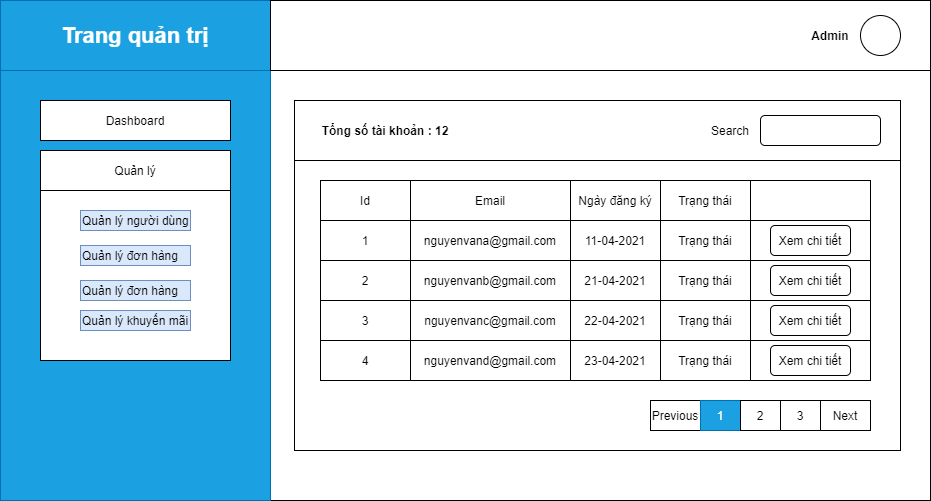 Trang quản trị
Admin
Dashboard
Quản lý
Quản lý người dùng
Quản lý đơn hàng
Quản lý đơn hàng
Quản lý khuyến mãi
Tổng số tài khoản : 12
Search
Id Email Ngày đăng ký Trạng thái
1 nguyenvana@gmail.com 11-04-2021 Trạng thái Xem chi tiết
2 nguyenvanb@gmail.com 21-04-2021 Trạng thái Xem chi tiết
3 nguyenvanc@gmail.com 22-04-2021 Trạng thái Xem chi tiết
4 nguyenvand@gmail.com 23-04-2021 Trạng thái Xem chi tiết
Previous 1 2 3 Next